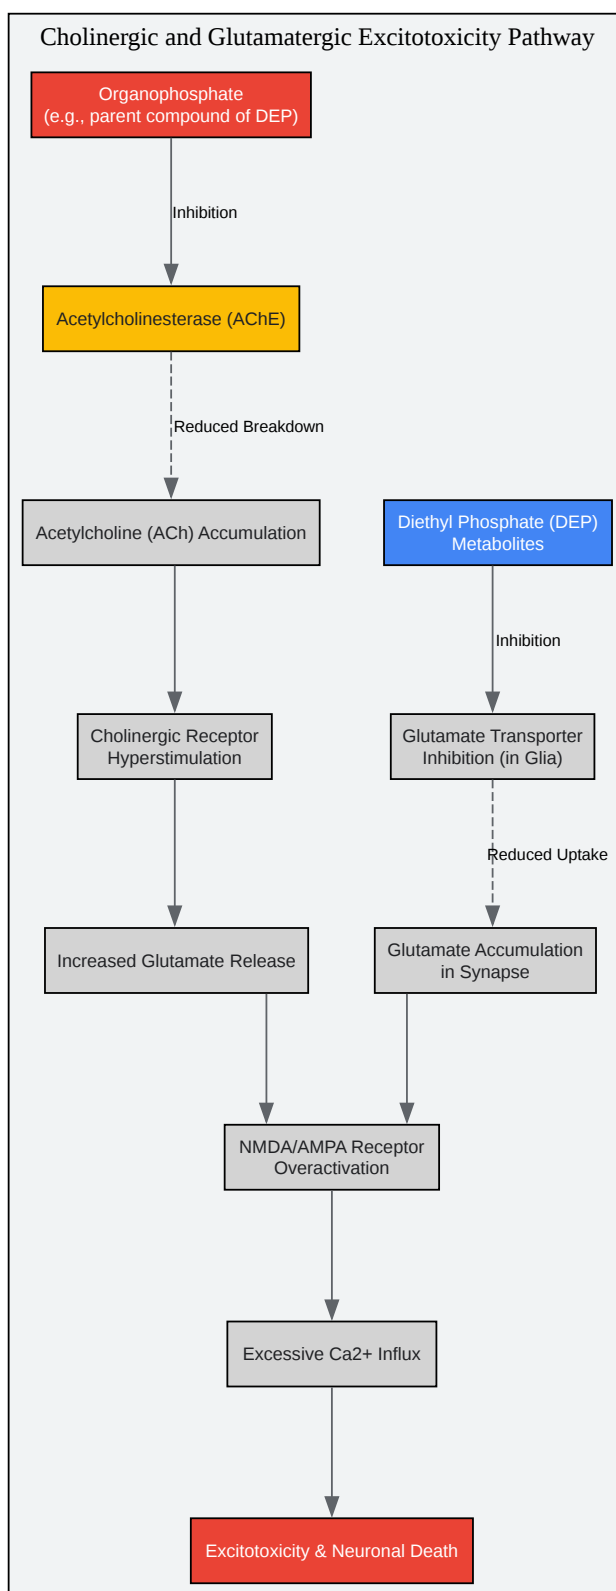 Cholinergic and Glutamatergic Excitotoxicity Pathway
Organophosphate
(e.g., parent compound of DEP)
Inhibition
Acetylcholinesterase (AChE)
Reduced Breakdown
Acetylcholine (ACh) Accumulation
Diethyl Phosphate (DEP)
Metabolites
Inhibition
Cholinergic Receptor
Hyperstimulation
Glutamate Transporter
Inhibition (in Glia)
Reduced Uptake
Increased Glutamate Release
Glutamate Accumulation
in Synapse
NMDA/AMPA Receptor
Overactivation
Excessive Ca2+ Influx
Excitotoxicity & Neuronal Death